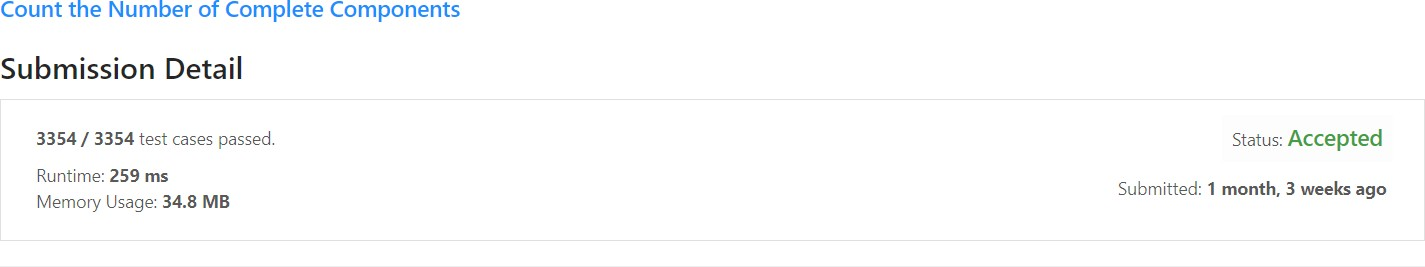 Count the Number of Complete Components
Submission Detail
3354 / 3354 test cases passed.
Status: Accepted
Runtime: 259 ms
Submitted: 1 month, 3 weeks ago
Memory Usage: 34.8 MB